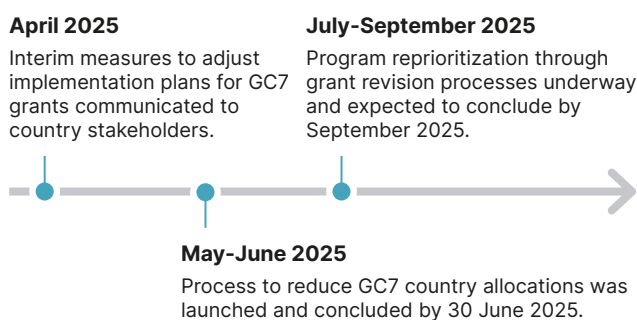 April 2025
Interim measures to adjust
implementation plans for GC7
grants communicated to
country stakeholders.
July-September 2025
Program reprioritization through
grant revision processes underway
and expected to conclude by
September 2025.
May-June 2025
Process to reduce GC7 country allocations was
launched and concluded by 30 June 2025.